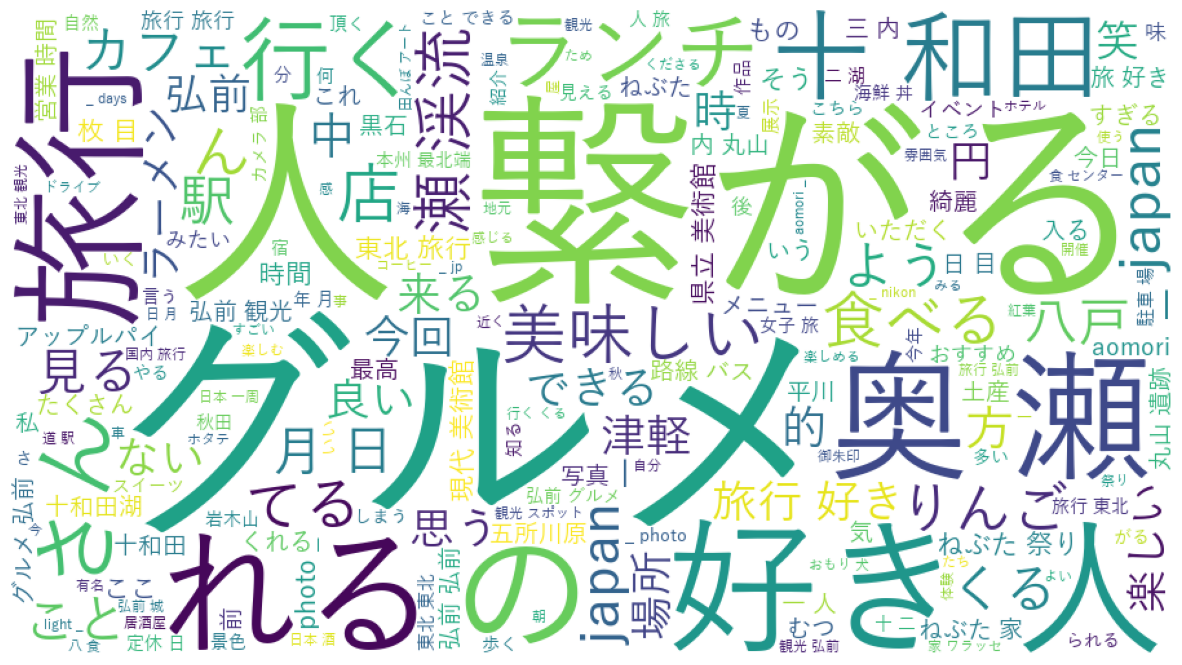 人 繋がる
グルメ
好き 人
奥 瀬
旅行
十 和田
れる
の
行く
ランチ
カフェ
弘前
ラーメン
瀬 渓流
美味しい
食べる
八戸
_ japan
japan
さん
ん
中
店
駅
時
円
笑
もの
三 内
味
旅 好き
こと できる
観光
人 旅
頂く
ため
くださる
田んぼ アート
温泉
紹介
見える
ねぶた
作品
展示
夏
そう
二 湖
海鮮 丼
こちら
イベント
ホテル
素敵
ところ
すぎる
使う
今日
雰囲気
食 センター
内 丸山
綺麗
後
いう
いただく
入る
開催
よう
日 目
みる
駐車 場
_ nikon
紅葉
県立 美術館
aomori _
地元
感じる
旅行 旅行
自然
営業 時間
_ days
分
何
これ
部
カメラ
黒石
本州 最北端
枚 目
ドライブ
東北 観光
感
海
みたい
宿
時間
東北 旅行
コーヒー
_ jp
いく
言う
日 月
弘前 観光
年 月
事
来る
アップルパイ
すごい
国内 旅行
楽しむ
やる
今回
近く
見る
最高
たくさん
私
秋田
日本 一周
良い
できる
秋
行く くる
知る
メニュー
女子 旅
路線 バス
平川
楽しめる
今年
おすすめ
旅行 弘前
土産
aomori
丸山 遺跡
道 駅
ホタテ
車
さ
ない
月 日
スイーツ
十和田湖
現代 美術館
津軽
写真
自分
的
方
御朱印
多い
一
旅行 好き
りんご
旅行 東北
祭り
グルメ 弘前
今
岩木山
しまう
てる
思う
弘前 グルメ
観光 スポット
五所川原
十和田
くれる
_ photo
場所
気
ねぶた 祭り
がる
楽しい
おもり 犬
たち
体験
よい
くる
有名
ここ
こと
弘前 城
居酒屋
前
photo
light _
八 食
定休 日
景色
日本 酒
東北 東北
弘前 弘前
歩く
朝
一 人
むつ
観光 弘前
十 二
ねぶた 家
家 ワラッセ
られる